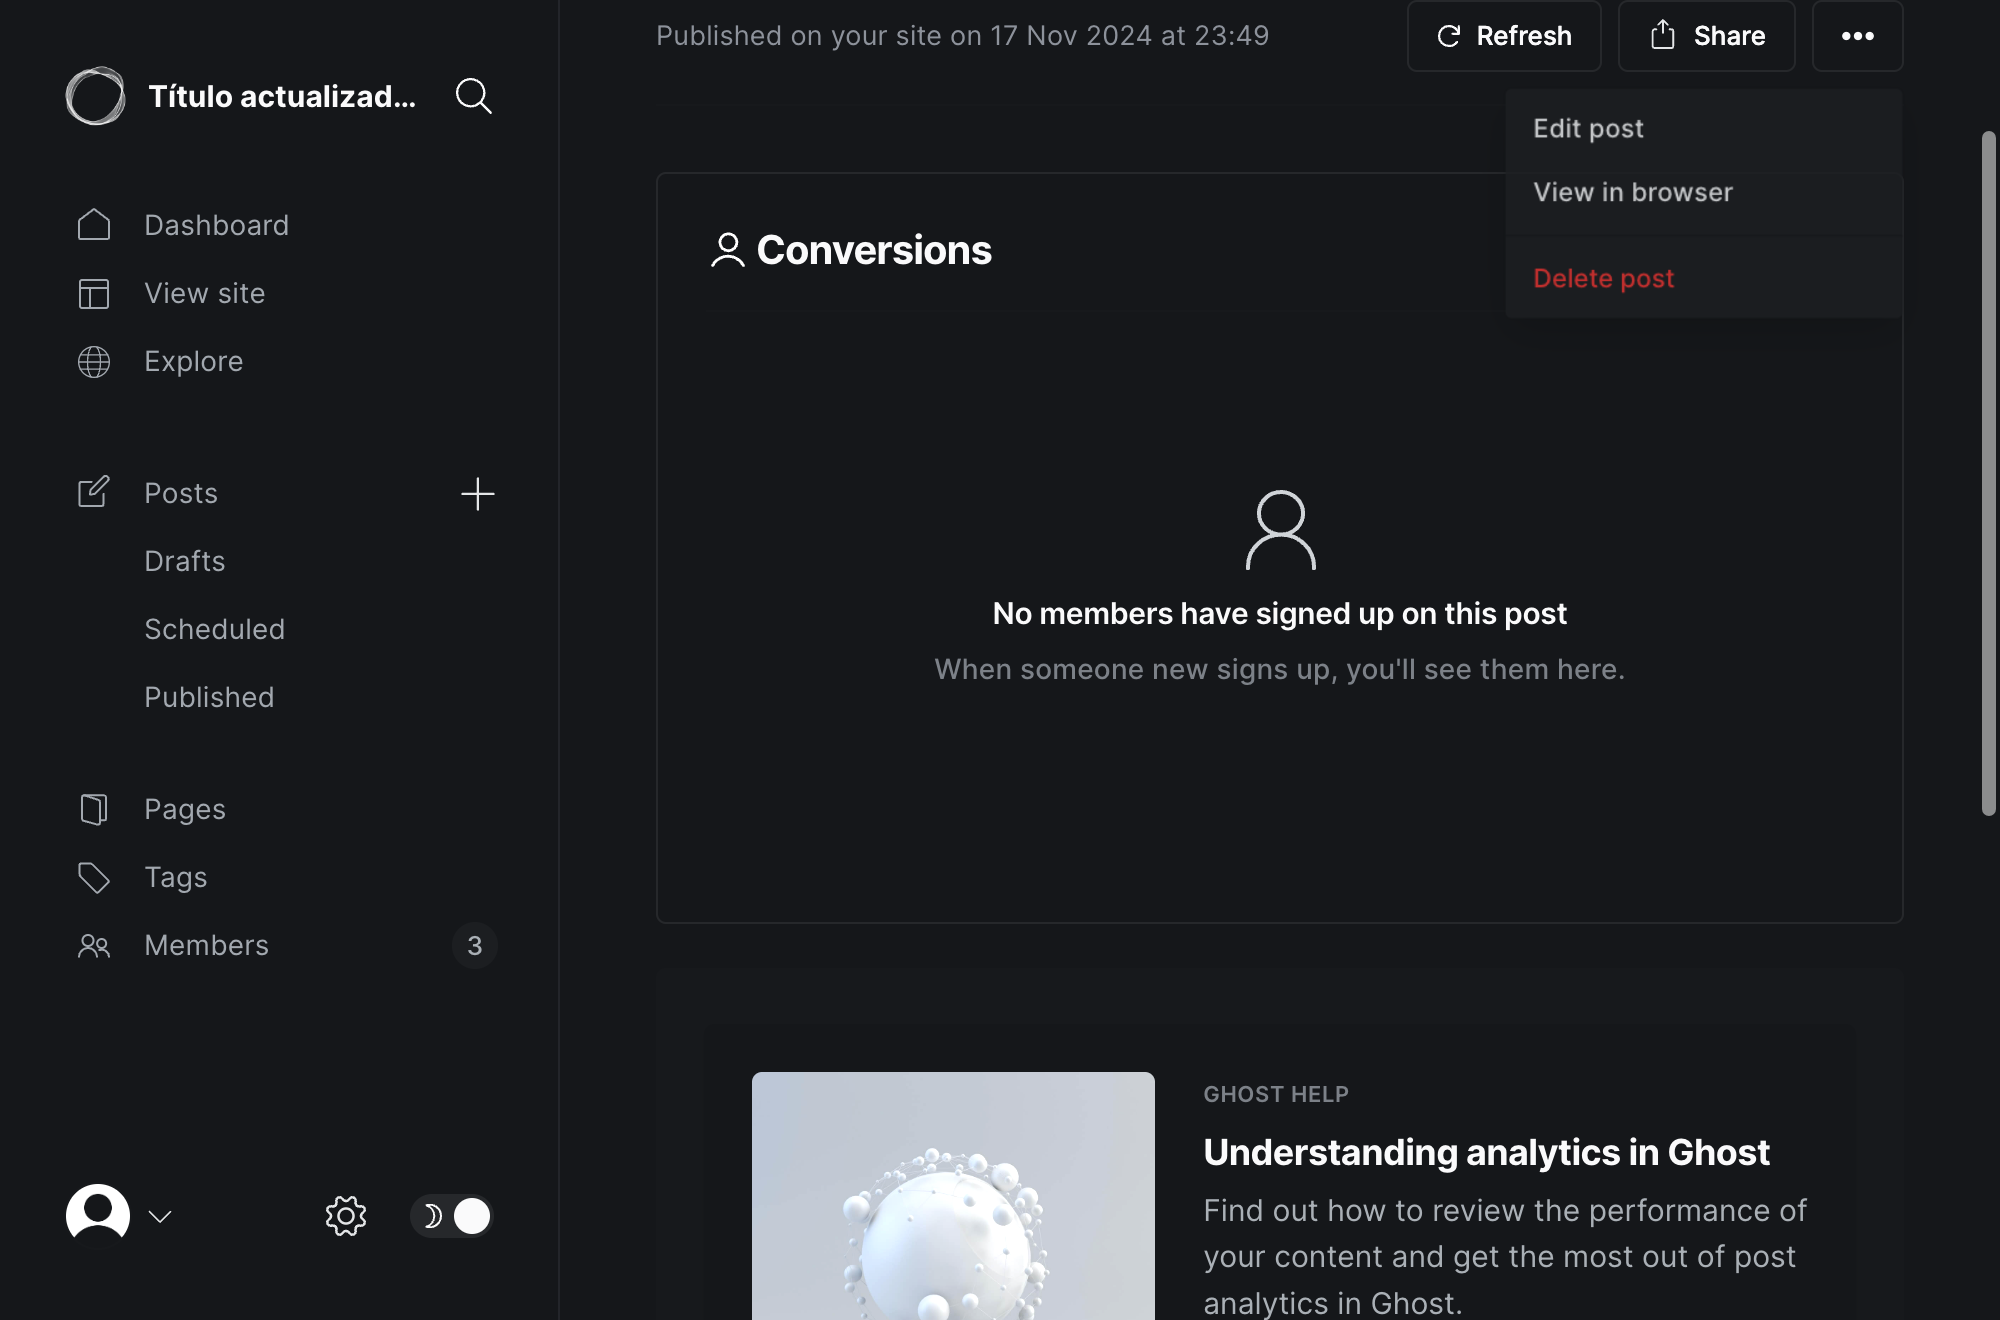 Título actualizad...
Dashboard
View site
Explore
Posts
Drafts
Scheduled
Published
Pages
Tags
Members
3
Published on your site on 17 Nov 2024 at 23:49
Refresh
Share
Edit post
View in browser
Delete post
Conversions
No members have signed up on this post
When someone new signs up, you'll see them here.
GHOST HELP
Understanding analytics in Ghost
Find out how to review the performance of
your content and get the most out of post
analytics in Ghost.